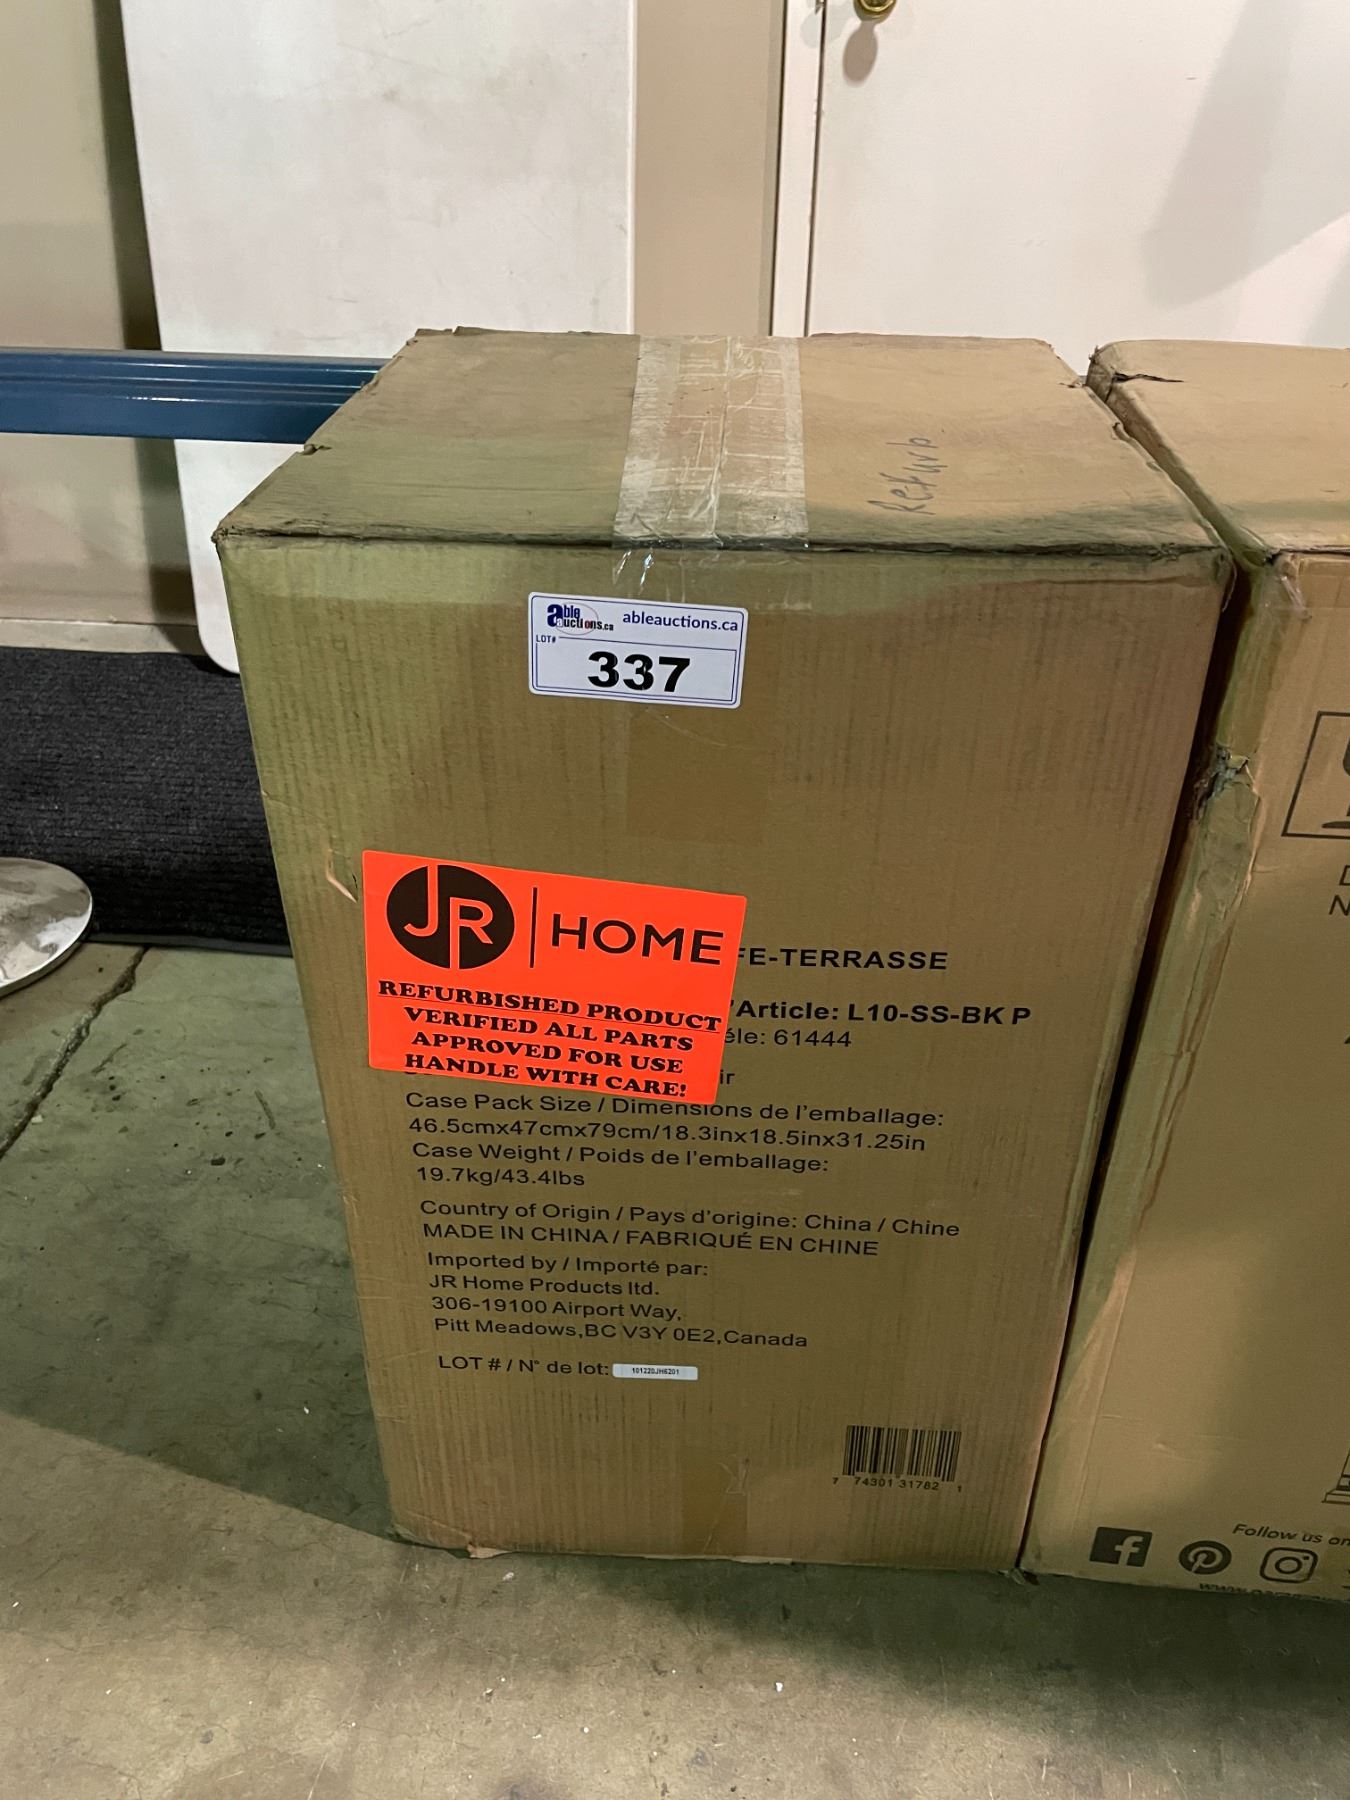 Refurb
able auctions.ca
ableauctions.ca
LOT#
337
JR HOME
REFURBISHED PRODUCT
VERIFIED ALL PARTS
APPROVED FOR USE
HANDLE WITH CARE!
FE-TERRASSE
'Article: L10-SS-BK P
èle: 61444
ir
Case Pack Size / Dimensions de l'emballage:
46.5cmx47cmx79cm/18.3inx18.5inx31.25in
Case Weight / Poids de l'emballage:
19.7kg/43.4lbs
Country of Origin / Pays d'origine: China / Chine
MADE IN CHINA / FABRIQUÉ EN CHINE
Imported by / Importé par:
JR Home Products ltd.
306-19100 Airport Way,
Pitt Meadows,BC V3Y 0E2,Canada
LOT # / N° de lot: 101220JH6201
7 74301 31782 1
Follow us on